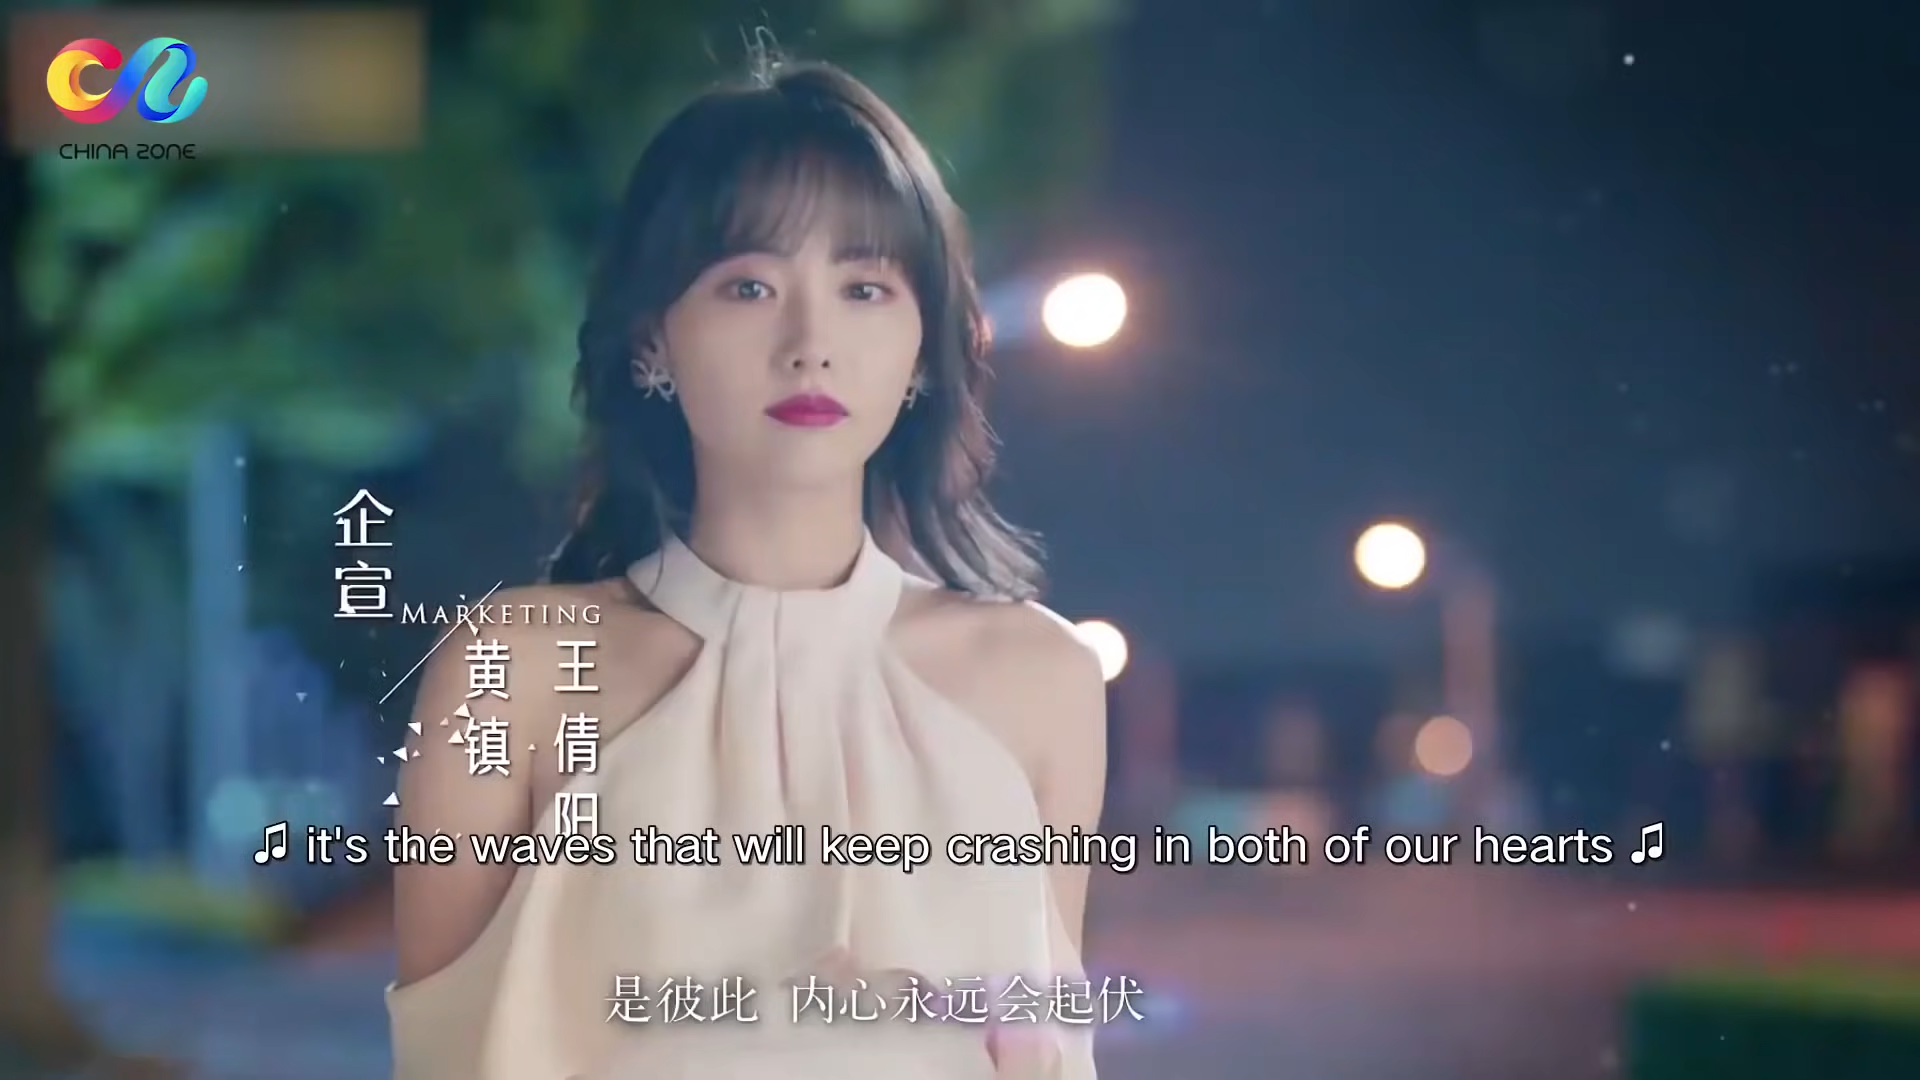 CHINA ZONE
企宣
MARKETING
黄镇
王倩阳
♫ it's the waves that will keep crashing in both of our hearts ♫
是彼此 内心永远会起伏